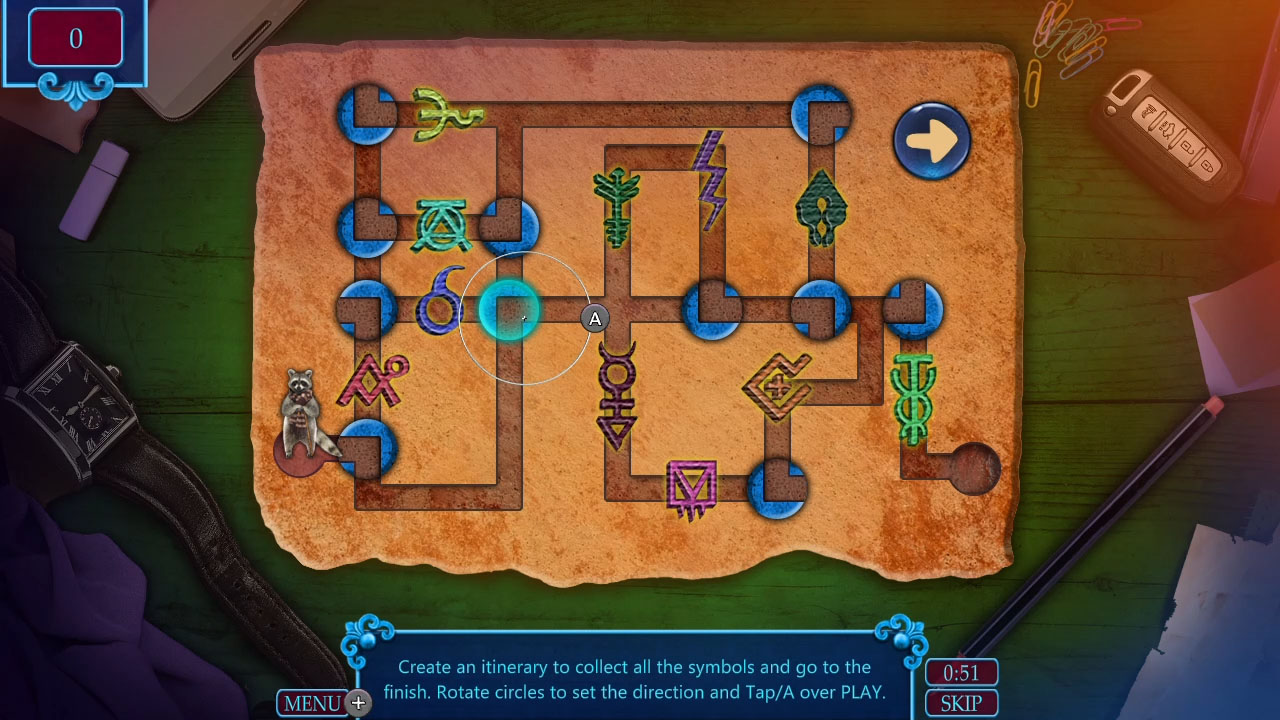 0
A
Create an itinerary to collect all the symbols and go to the
finish. Rotate circles to set the direction and Tap/A over PLAY.
0:51
MENU +
SKIP